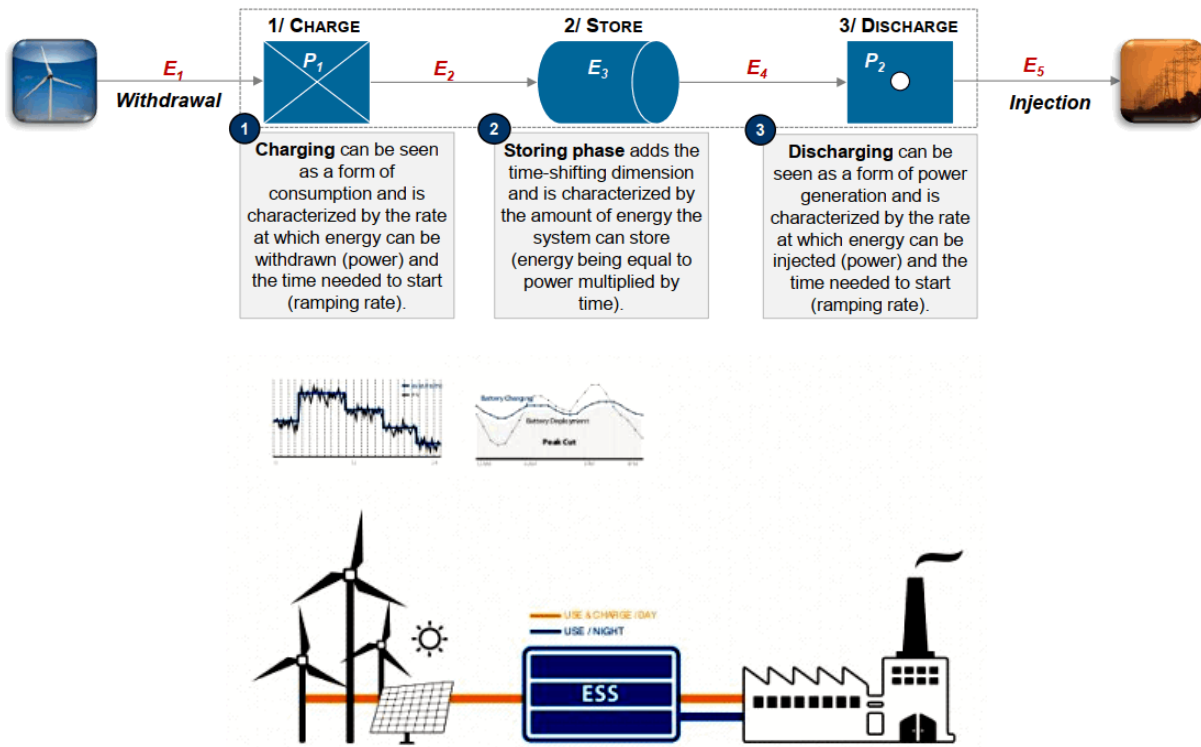 1/ CHARGE
2/ STORE
3/ DISCHARGE
E1
P1
E2
E3
E4
P2
E5
Withdrawal
Injection
1
Charging can be seen
as a form of
consumption and is
characterized by the rate
at which energy can be
withdrawn (power) and
the time needed to start
(ramping rate).
2
Storing phase adds the
time-shifting dimension
and is characterized by
the amount of energy the
system can store
(energy being equal to
power multiplied by
time).
3
Discharging can be
seen as a form of power
generation and is
characterized by the rate
at which energy can be
injected (power) and the
time needed to start
(ramping rate).
Battery Charging
Battery Deployment
Peak Cut
USE & CHARGE / DAY
USE / NIGHT
ESS